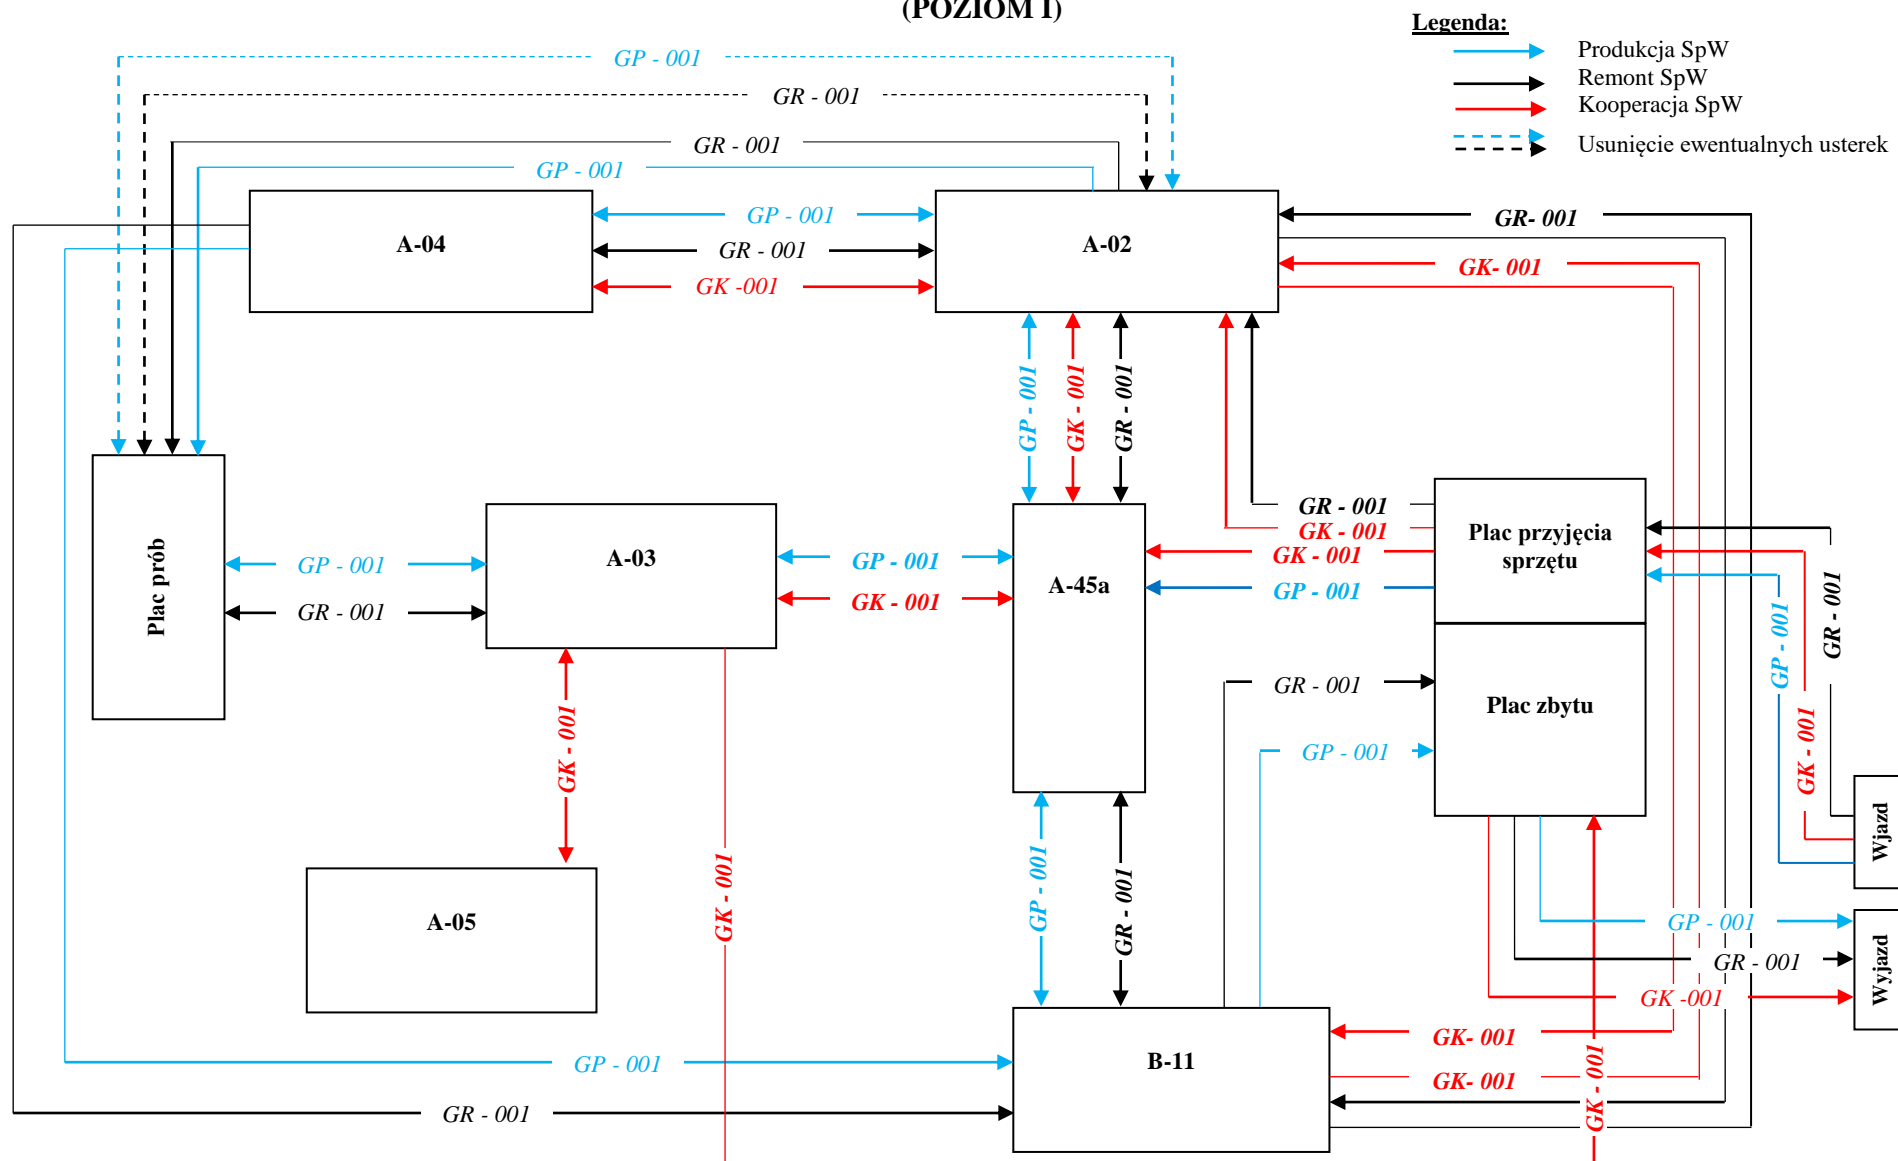 (POZIOM I)
Legenda:
Produkcja SpW
Remont SpW
Kooperacja SpW
Usunięcie ewentualnych usterek
GP - 001
GR - 001
GR - 001
GP - 001
A-04
GP - 001
GR - 001
GK -001
A-02
GR- 001
GK- 001
GP - 001
GK - 001
GR - 001
Plac prób
GP - 001
GR - 001
A-03
GP - 001
GK - 001
A-45a
GR - 001
GK - 001
GK - 001
GP - 001
Plac przyjęcia
sprzętu
GR - 001
GP - 001
GK - 001
GR - 001
Plac zbytu
GP - 001
GK - 001
Wjazd
A-05
GK - 001
GP - 001
GR - 001
GP - 001
GR - 001
GK -001
Wyjazd
GP - 001
B-11
GK- 001
GK- 001
GK - 001
GR - 001